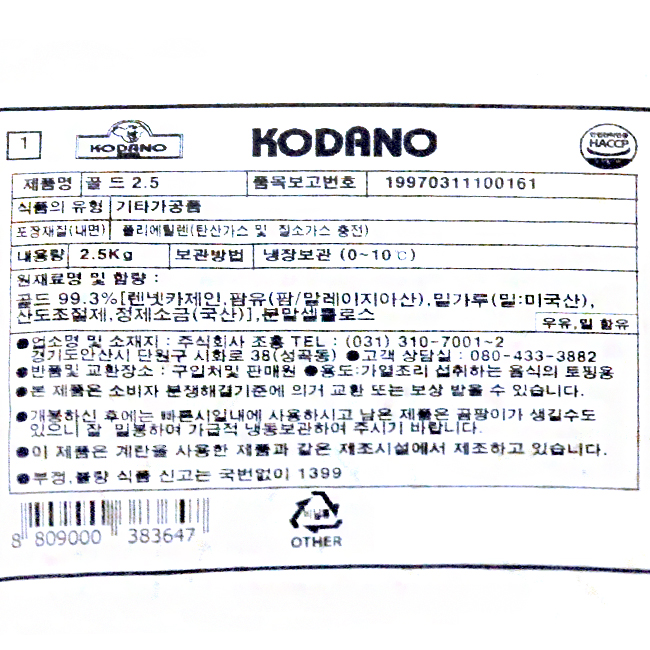 1
KODANO
KODANO
HACCP
제품명 골드 2.5 품목보고번호 19970311100161
식품의 유형 기타가공품
포장재질(내면) 폴리에틸렌(탄산가스 및 질소가스 충전)
내용량 2.5Kg 보관방법 냉장보관 (0~10℃)
원재료명 및 함량 :
골드 99.3%[렌넷카제인,팜유(팜/말레이지아산),밀가루(밀:미국산),
산도조절제,정제소금(국산)],분말셀룰로스
우유,밀 함유
●업소명 및 소재지 : 주식회사 조흥 TEL : (031) 310-7001~2
경기도안산시 단원구 시화로 38(성곡동) ●고객 상담실 : 080-433-3882
●반품및 교환장소 : 구입처및 판매원 ●용도:가열조리 섭취하는 음식의 토핑용
●본 제품은 소비자 분쟁해결기준에 의거 교환 또는 보상 받을 수 있습니다.
●개봉하신 후에는 빠른시일내에 사용하시고 남은 제품은 곰팡이가 생길수도
있으니 잘 밀봉하여 가급적 냉동보관하여 주시기 바랍니다.
●이 제품은 계란을 사용한 제품과 같은 제조시설에서 제조하고 있습니다.
●부정,불량 식품 신고는 국번없이 1399
8 809000 383647
비닐류
OTHER